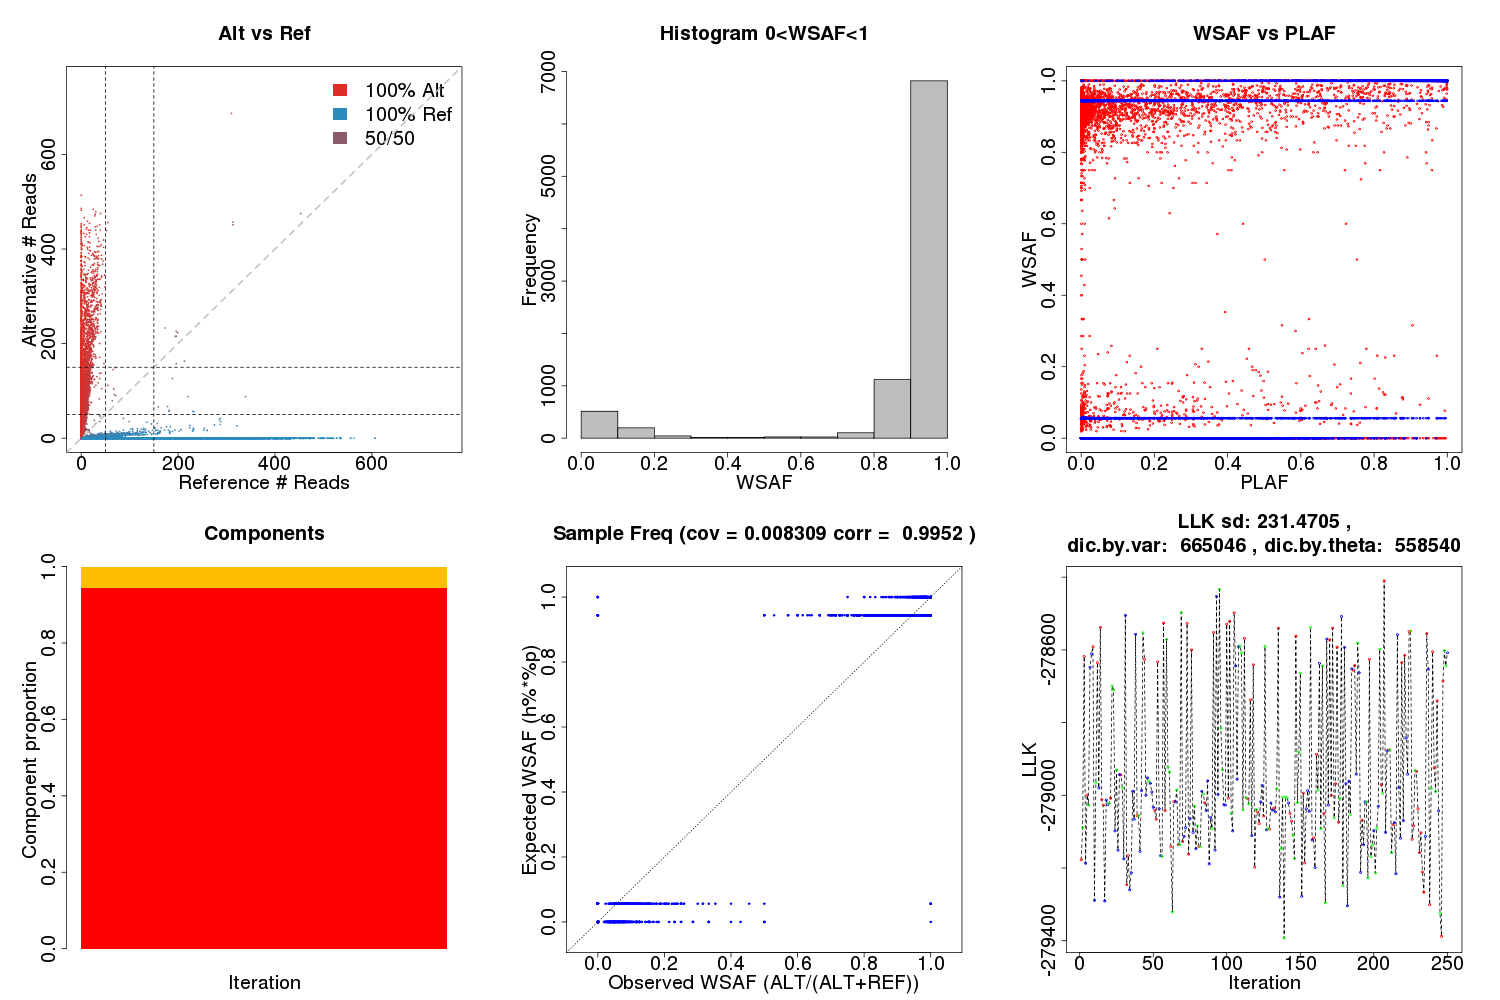 Alt vs Ref
100% Alt
100% Ref
50/50
Alternative # Reads
0 200 400 600
0 200 400 600
Reference # Reads
Histogram 0<WSAF<1
Frequency
0 1000 3000 5000 7000
0.0 0.2 0.4 0.6 0.8 1.0
WSAF
WSAF vs PLAF
WSAF
0.0 0.2 0.4 0.6 0.8 1.0
0.0 0.2 0.4 0.6 0.8 1.0
PLAF
Components
Component proportion
0.0 0.2 0.4 0.6 0.8 1.0
Iteration
Sample Freq (cov = 0.008309 corr = 0.9952 )
Expected WSAF (h%*%p)
0.0 0.2 0.4 0.6 0.8 1.0
0.0 0.2 0.4 0.6 0.8 1.0
Observed WSAF (ALT/(ALT+REF))
LLK sd: 231.4705 ,
dic.by.var: 665046 , dic.by.theta: 558540
LLK
-279400 -279000 -278600
0 50 100 150 200 250
Iteration